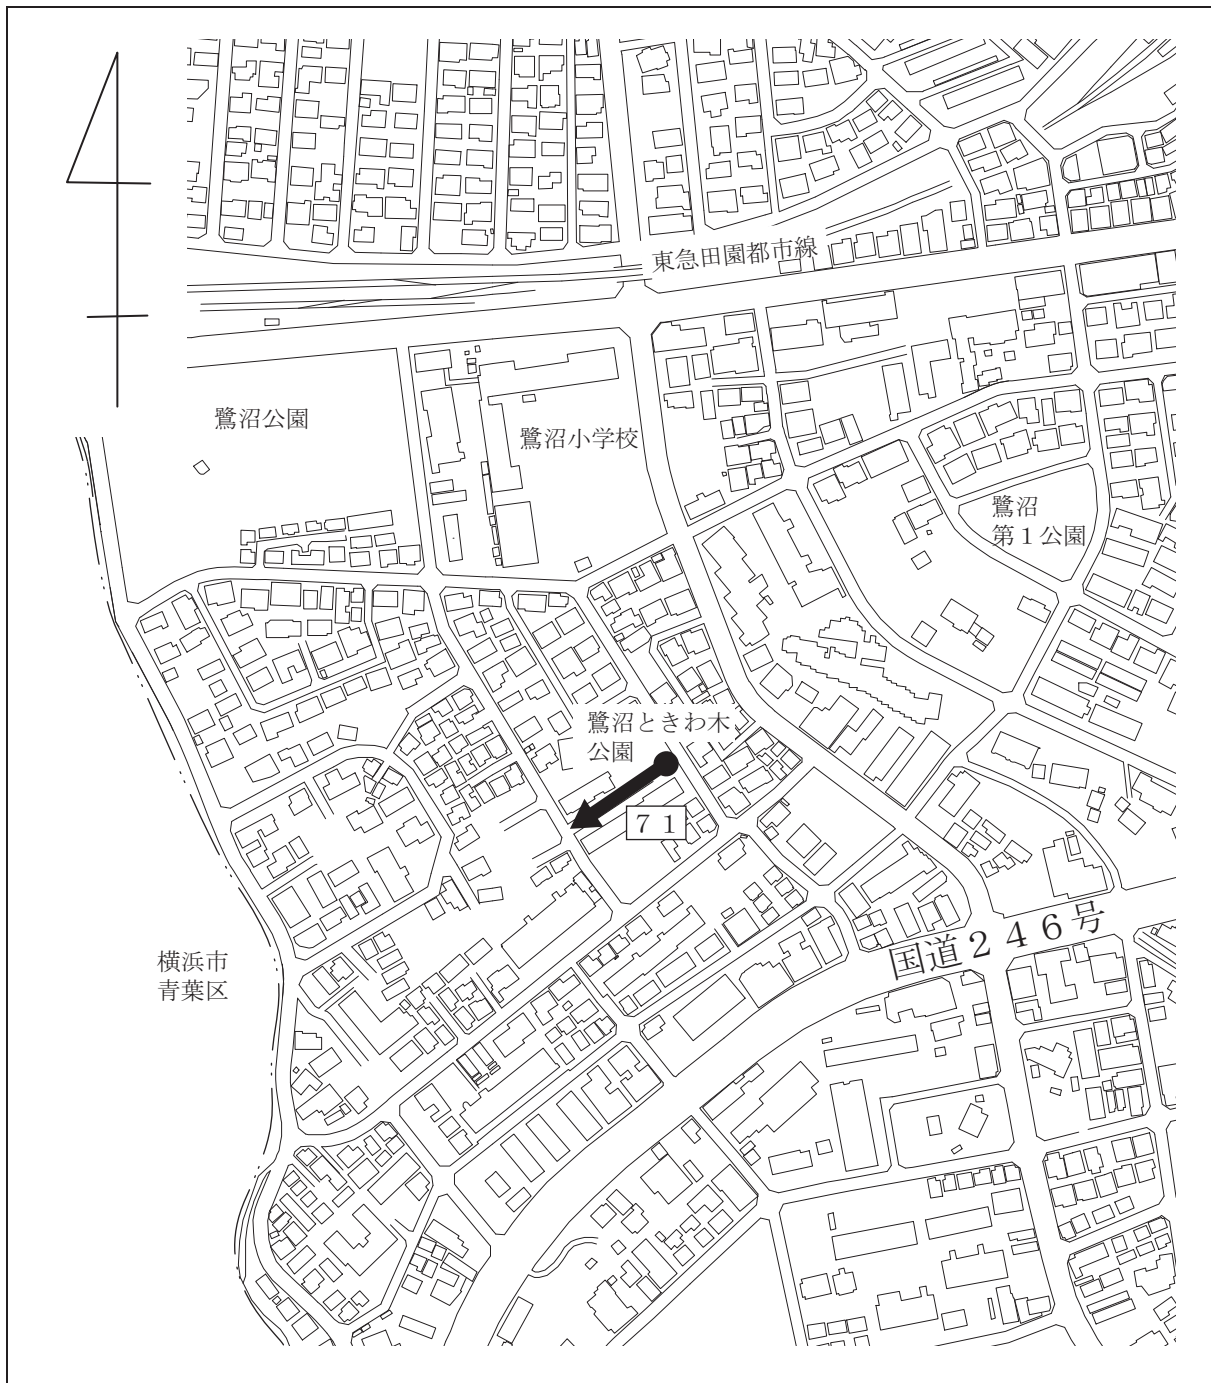 東急田園都市線
鷺沼公園
鷺沼小学校
鷺沼
第１公園
鷺沼ときわ木
公園
７１
国道２４６号
横浜市
青葉区